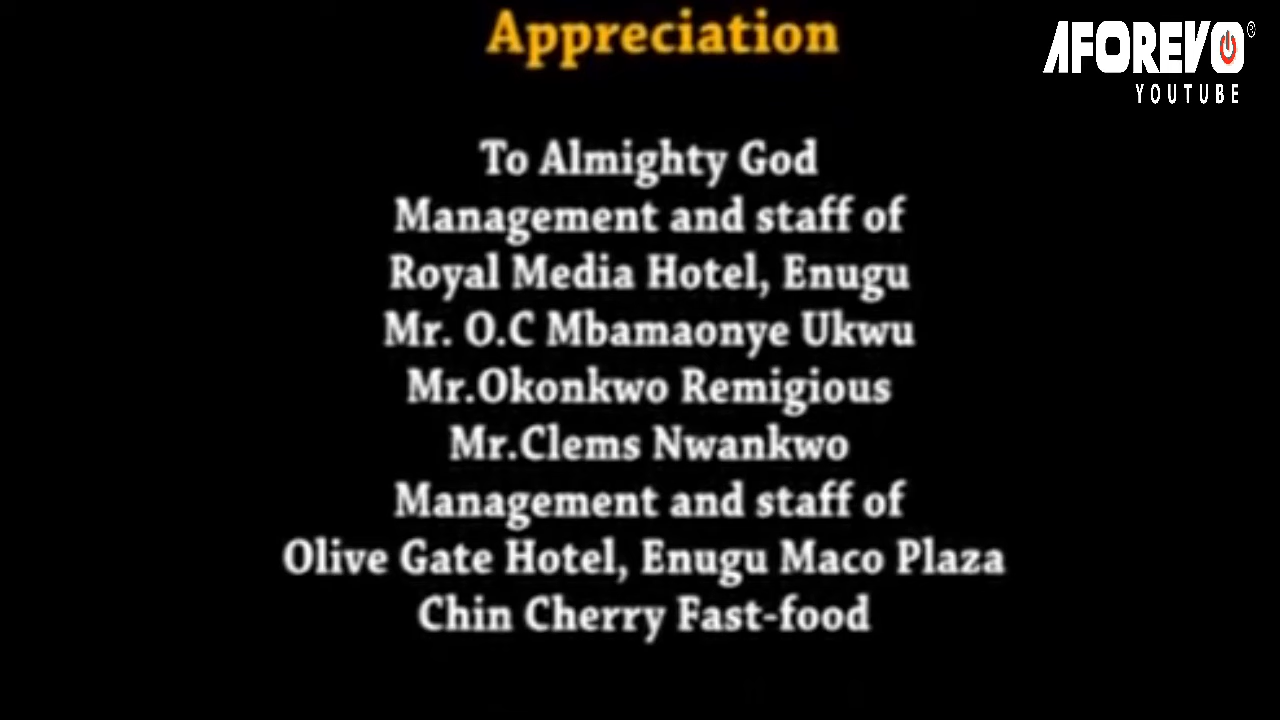 Appreciation
AFOREVO®
YOUTUBE
To Almighty God
Management and staff of
Royal Media Hotel, Enugu
Mr. O.C Mbamaonye Ukwu
Mr.Okonkwo Remigious
Mr.Clems Nwankwo
Management and staff of
Olive Gate Hotel, Enugu Maco Plaza
Chin Cherry Fast-food